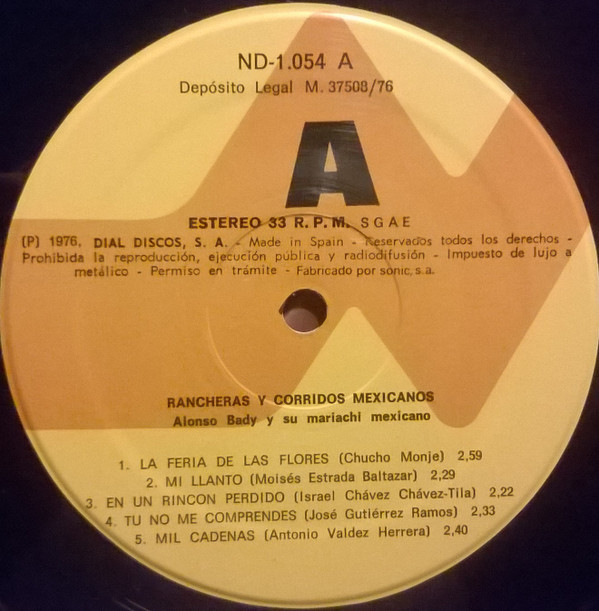 ND-1.054 A
Depósito Legal M. 37508/76
A
ESTEREO 33 R.P.M. SGAE
(P) 1976. DIAL DISCOS, S. A. - Made in Spain - Reservados todos los derechos -
Prohibida la reproducción, ejecución pública y radiodifusión - Impuesto de lujo a
metálico - Permiso en trámite - Fabricado por sonic, s.a.
RANCHERAS Y CORRIDOS MEXICANOS
Alonso Bady y su mariachi mexicano
1. LA FERIA DE LAS FLORES (Chucho Monje) 2,59
2. MI LLANTO (Moisés Estrada Baltazar) 2,29
3. EN UN RINCON PERDIDO (Israel Chávez Chávez-Tila) 2,22
4. TU NO ME COMPRENDES (José Gutiérrez Ramos) 2,33
5. MIL CADENAS (Antonio Valdez Herrera) 2,40